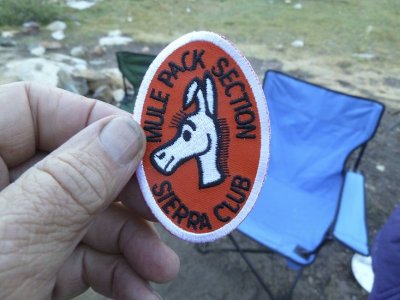 MULE PACK SECTION
SIERRA CLUB